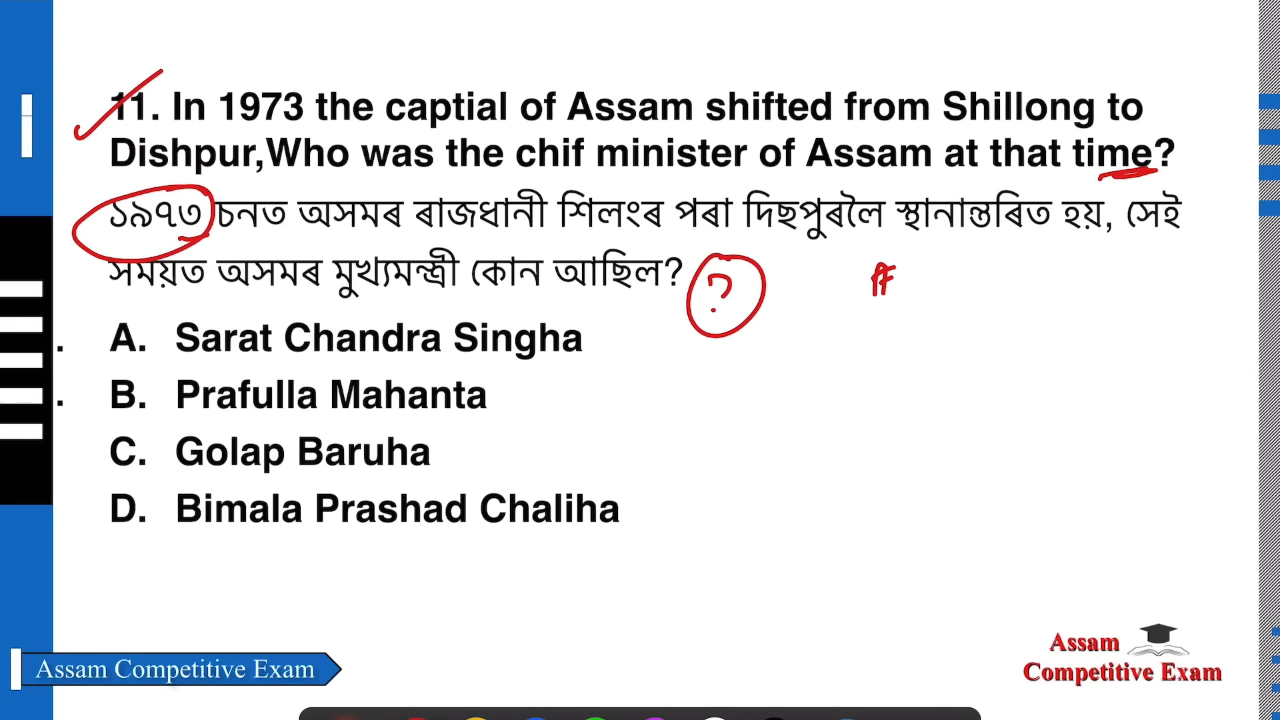 11. In 1973 the captial of Assam shifted from Shillong to
Dishpur,Who was the chif minister of Assam at that time?
১৯৭৩ চনত অসমৰ ৰাজধানী শিলংৰ পৰা দিছপুৰলৈ স্থানান্তৰিত হয়, সেই
সময়ত অসমৰ মুখ্যমন্ত্ৰী কোন আছিল?
?
A. Sarat Chandra Singha
B. Prafulla Mahanta
C. Golap Baruha
D. Bimala Prashad Chaliha
Assam Competitive Exam
Assam
Competitive Exam